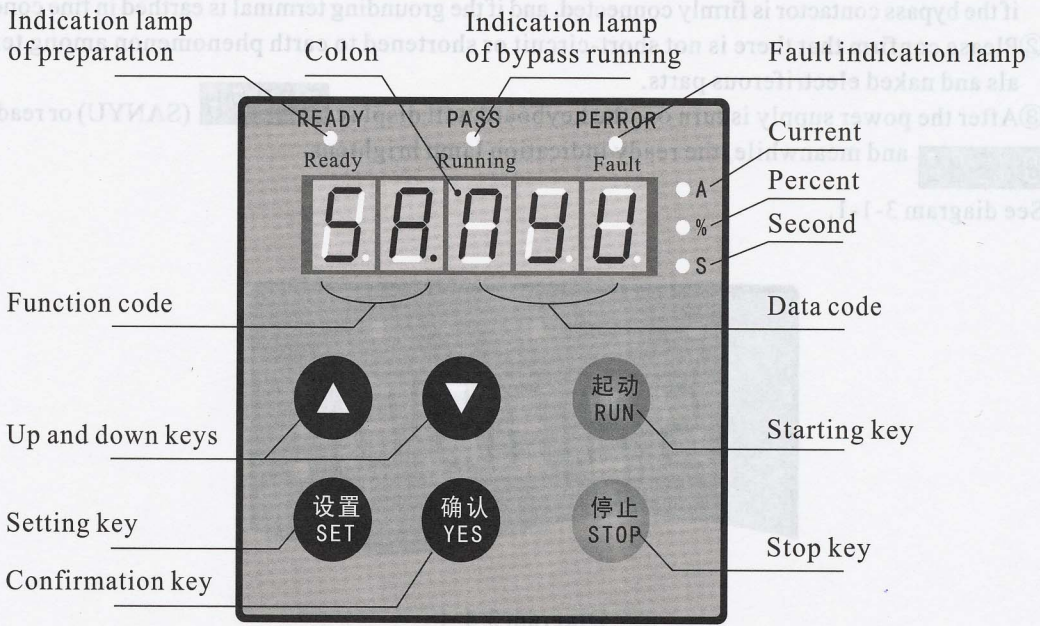 Indication lamp
of preparation
Colon
Indication lamp
of bypass running
Fault indication lamp
READY
PASS
PERROR
Ready
Running
Fault
SA.nyU
A
%
S
Current
Percent
Second
Function code
Data code
起动
RUN
Up and down keys
Starting key
设置
SET
确认
YES
停止
STOP
Setting key
Stop key
Confirmation key